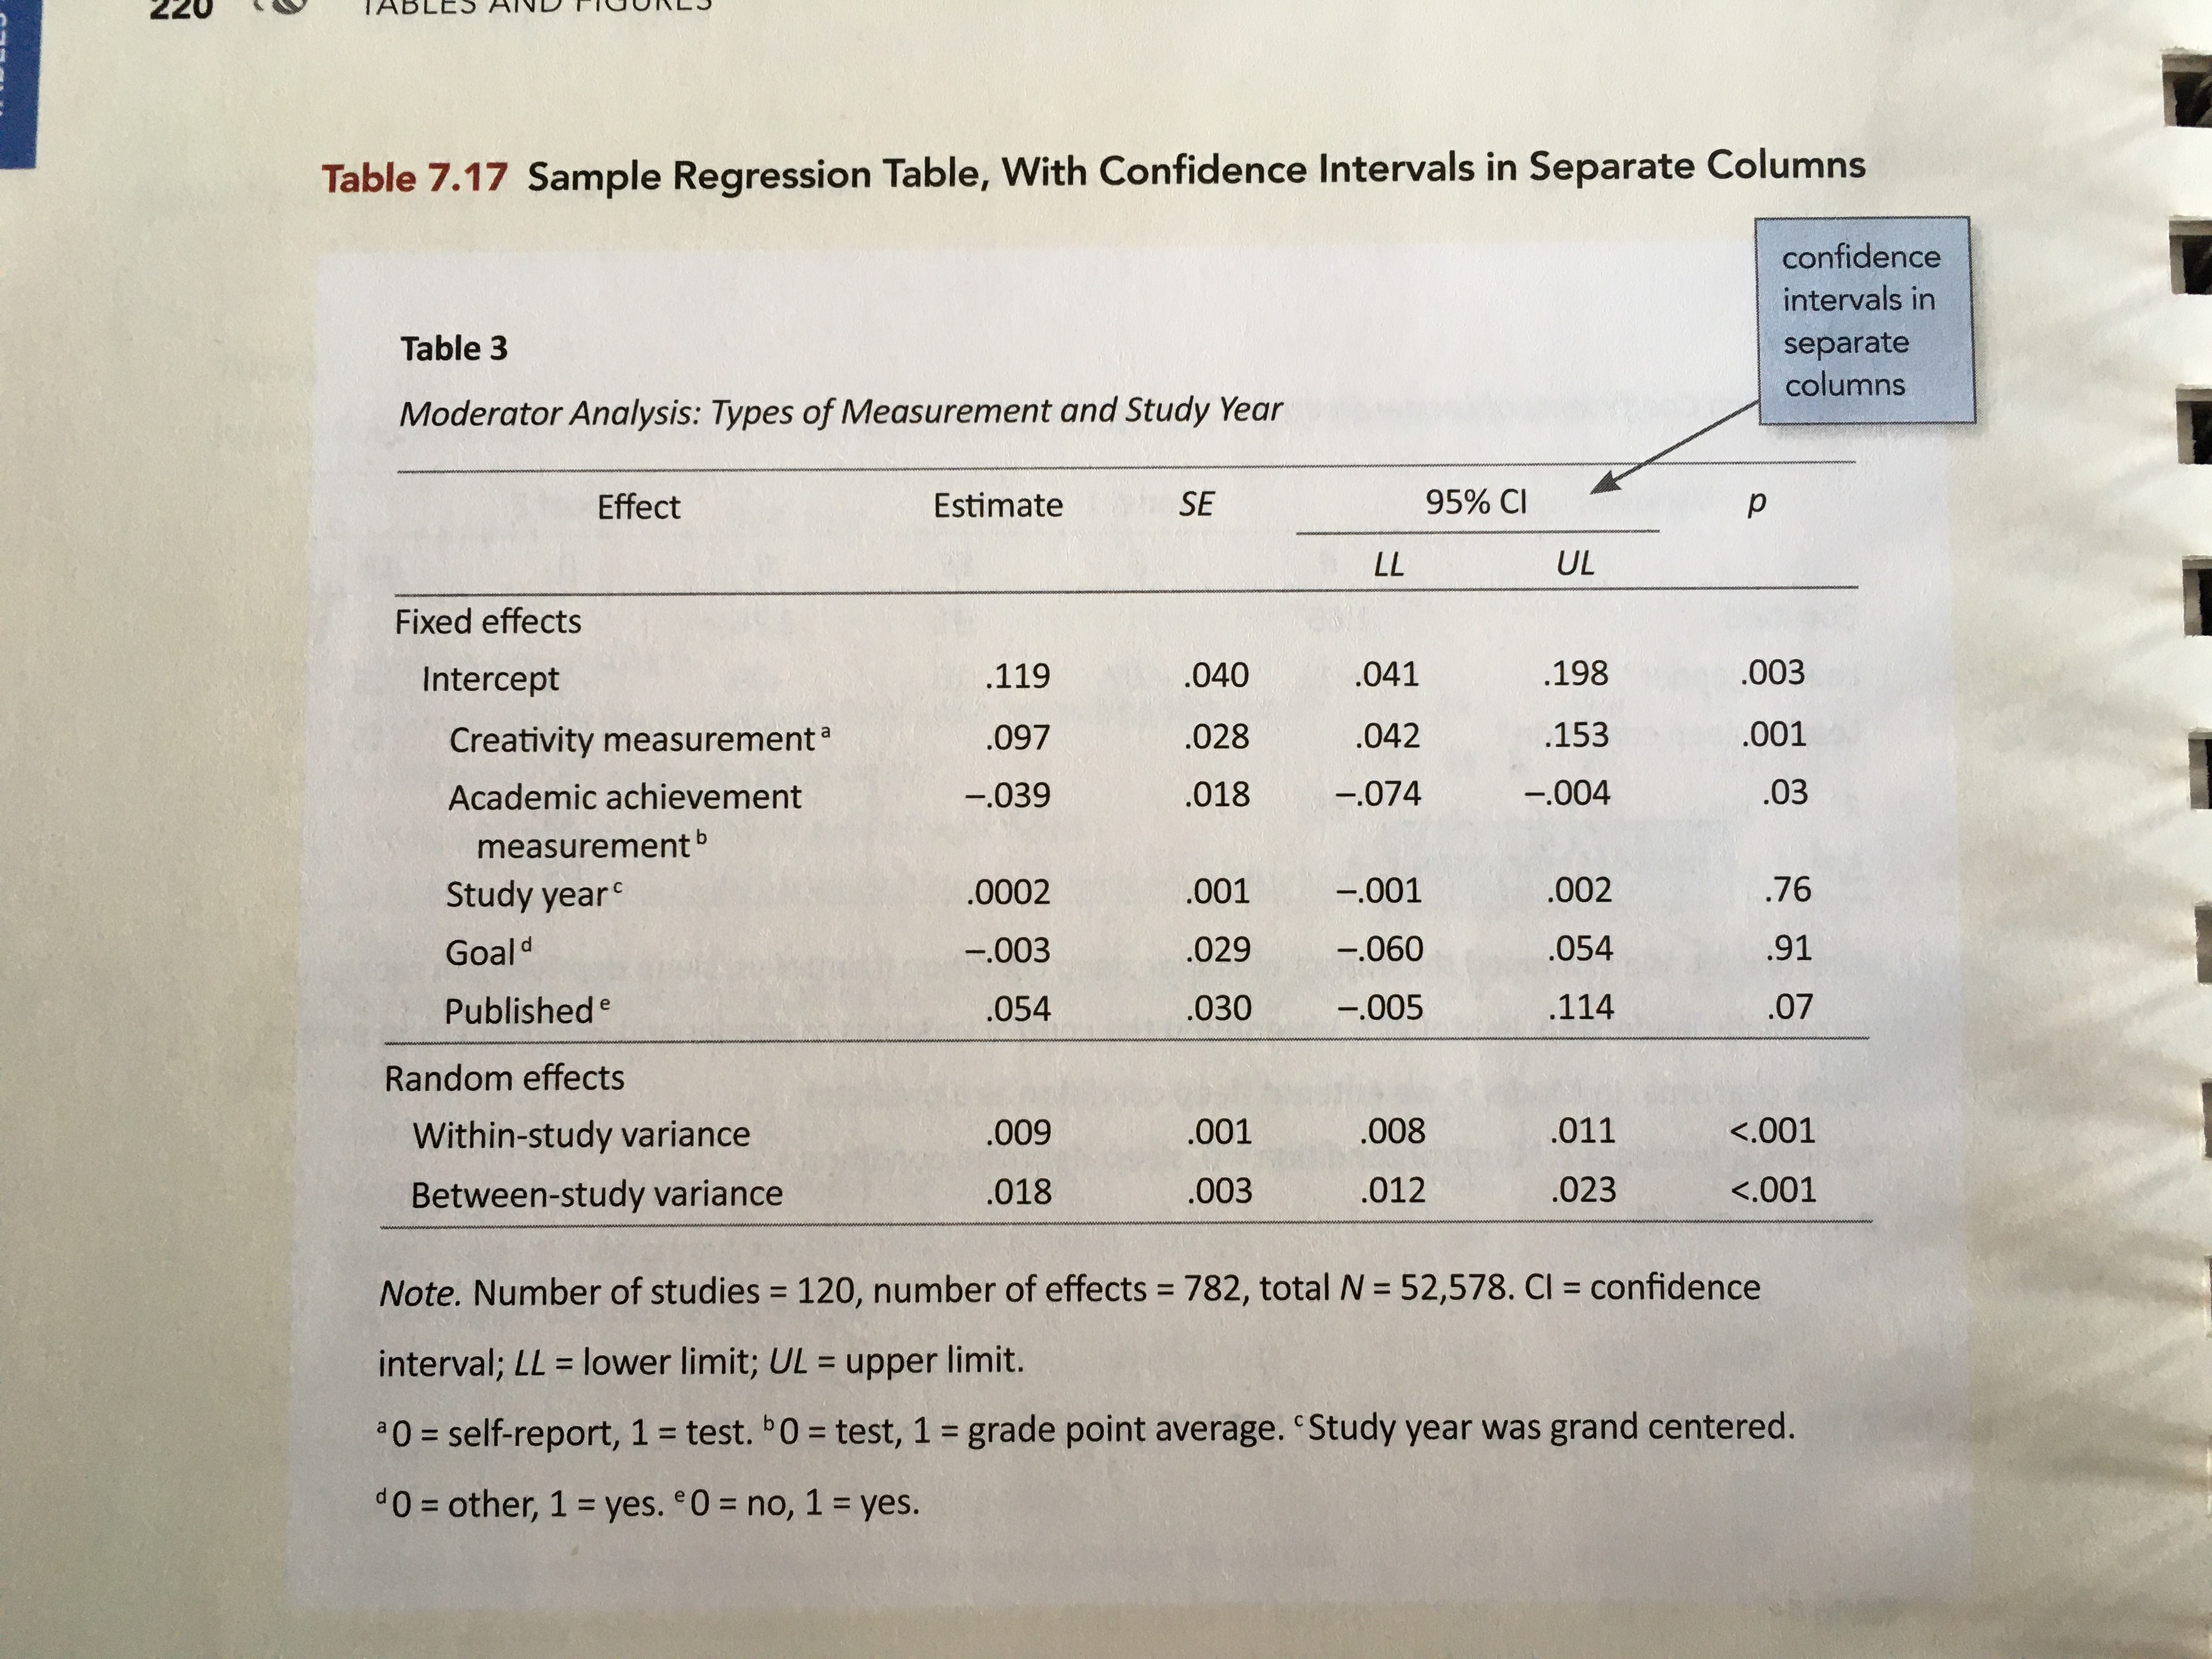 220 TABLES AND FIGURES
Table 7.17 Sample Regression Table, With Confidence Intervals in Separate Columns
confidence
intervals in
separate
columns
Table 3
Moderator Analysis: Types of Measurement and Study Year
Effect Estimate SE 95% CI p
LL UL
Fixed effects
Intercept .119 .040 .041 .198 .003
Creativity measurement a .097 .028 .042 .153 .001
Academic achievement –.039 .018 –.074 –.004 .03
measurement b
Study year c .0002 .001 –.001 .002 .76
Goal d –.003 .029 –.060 .054 .91
Published e .054 .030 –.005 .114 .07
Random effects
Within-study variance .009 .001 .008 .011 <.001
Between-study variance .018 .003 .012 .023 <.001
Note. Number of studies = 120, number of effects = 782, total N = 52,578. CI = confidence
interval; LL = lower limit; UL = upper limit.
a 0 = self-report, 1 = test. b 0 = test, 1 = grade point average. c Study year was grand centered.
d 0 = other, 1 = yes. e 0 = no, 1 = yes.